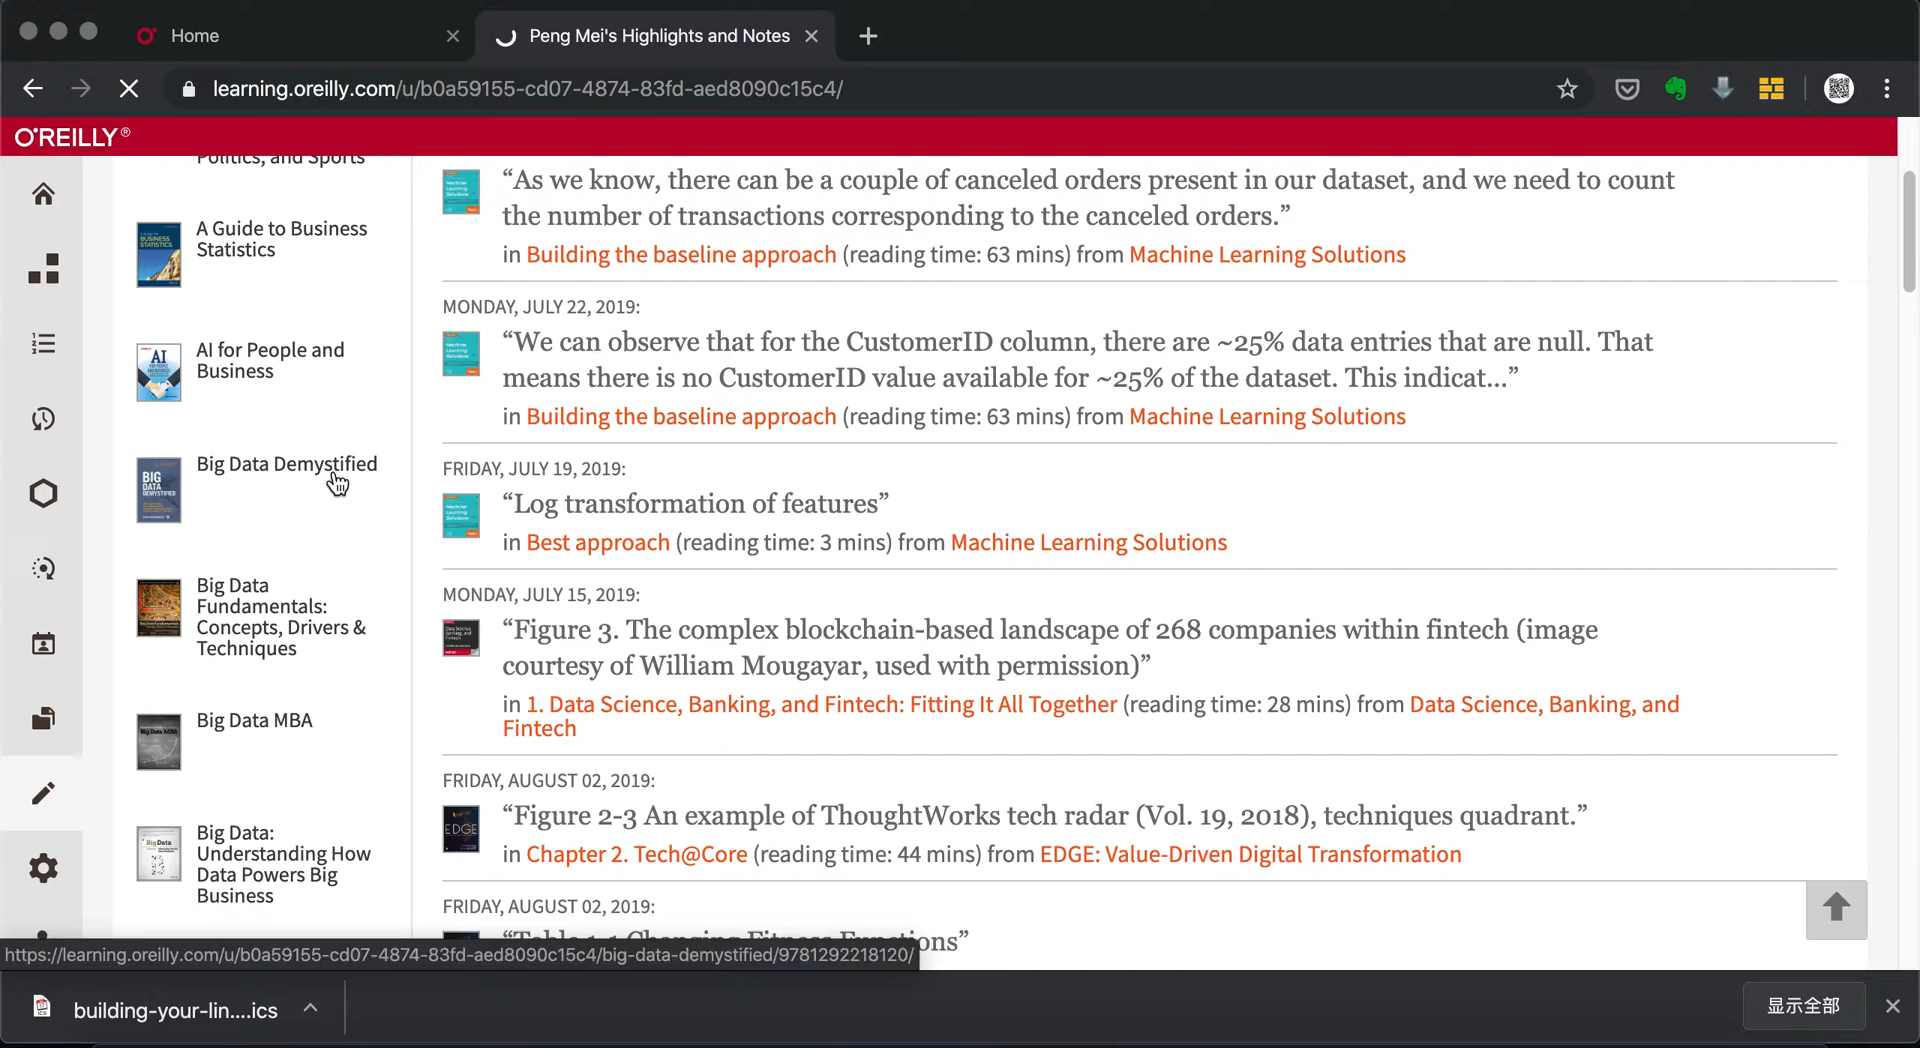 Home
Peng Mei's Highlights and Notes
learning.oreilly.com/u/b0a59155-cd07-4874-83fd-aed8090c15c4/
O'REILLY®
Politics, and Sports
A Guide to Business
Statistics
AI for People and
Business
Big Data Demystified
Big Data
Fundamentals:
Concepts, Drivers &
Techniques
Big Data MBA
Big Data:
Understanding How
Data Powers Big
Business
“As we know, there can be a couple of canceled orders present in our dataset, and we need to count
the number of transactions corresponding to the canceled orders.”
in Building the baseline approach (reading time: 63 mins) from Machine Learning Solutions
MONDAY, JULY 22, 2019:
“We can observe that for the CustomerID column, there are ~25% data entries that are null. That
means there is no CustomerID value available for ~25% of the dataset. This indicat...”
in Building the baseline approach (reading time: 63 mins) from Machine Learning Solutions
FRIDAY, JULY 19, 2019:
“Log transformation of features”
in Best approach (reading time: 3 mins) from Machine Learning Solutions
MONDAY, JULY 15, 2019:
“Figure 3. The complex blockchain-based landscape of 268 companies within fintech (image
courtesy of William Mougayar, used with permission)”
in 1. Data Science, Banking, and Fintech: Fitting It All Together (reading time: 28 mins) from Data Science, Banking, and
Fintech
FRIDAY, AUGUST 02, 2019:
“Figure 2-3 An example of ThoughtWorks tech radar (Vol. 19, 2018), techniques quadrant.”
in Chapter 2. Tech@Core (reading time: 44 mins) from EDGE: Value-Driven Digital Transformation
FRIDAY, AUGUST 02, 2019:
“Table 1-1 Changing Fitness Functions”
https://learning.oreilly.com/u/b0a59155-cd07-4874-83fd-aed8090c15c4/big-data-demystified/9781292218120/
building-your-lin....ics
显示全部